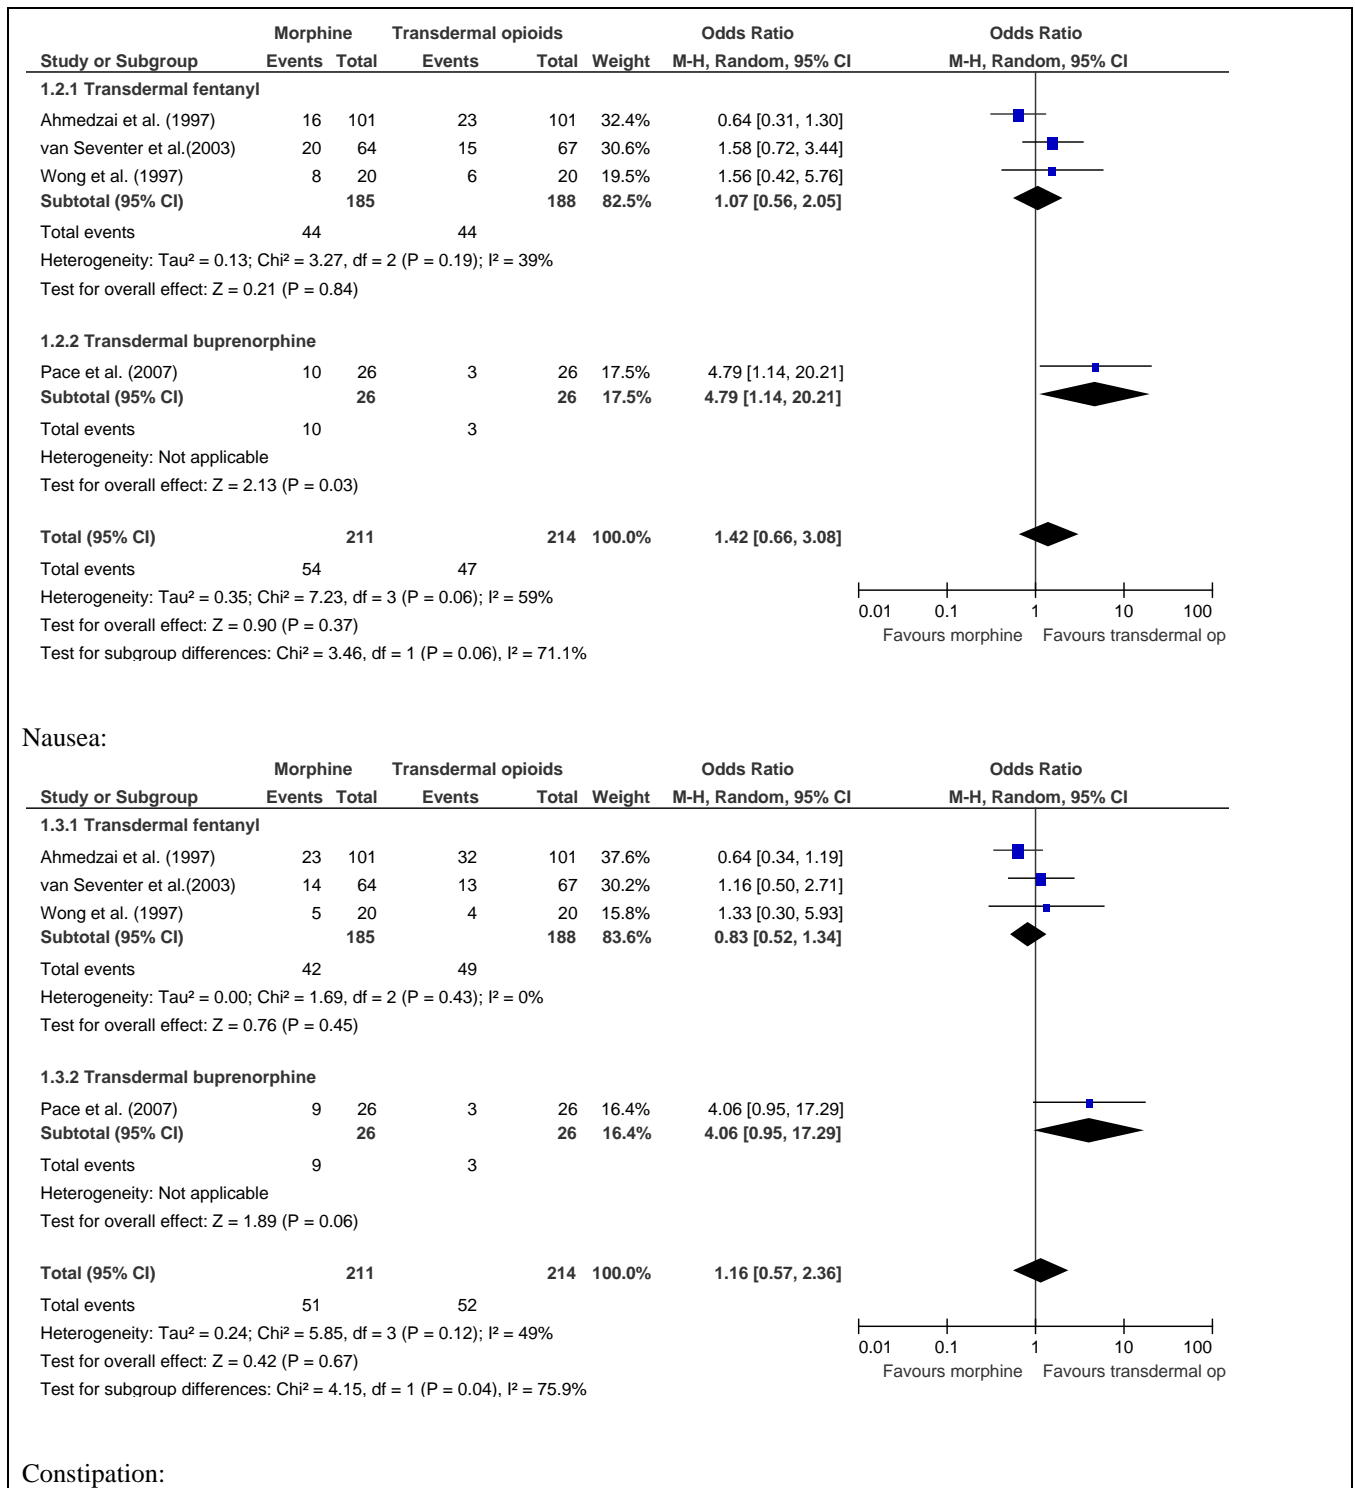 Morphine Transdermal opioids Odds Ratio Odds Ratio
Study or Subgroup Events Total Events Total Weight M-H, Random, 95% CI M-H, Random, 95% CI
1.2.1 Transdermal fentanyl
Ahmedzai et al. (1997) 16 101 23 101 32.4% 0.64 [0.31, 1.30]
van Seventer et al.(2003) 20 64 15 67 30.6% 1.58 [0.72, 3.44]
Wong et al. (1997) 8 20 6 20 19.5% 1.56 [0.42, 5.76]
Subtotal (95% CI) 185 188 82.5% 1.07 [0.56, 2.05]
Total events 44 44
Heterogeneity: Tau² = 0.13; Chi² = 3.27, df = 2 (P = 0.19); I² = 39%
Test for overall effect: Z = 0.21 (P = 0.84)
1.2.2 Transdermal buprenorphine
Pace et al. (2007) 10 26 3 26 17.5% 4.79 [1.14, 20.21]
Subtotal (95% CI) 26 26 17.5% 4.79 [1.14, 20.21]
Total events 10 3
Heterogeneity: Not applicable
Test for overall effect: Z = 2.13 (P = 0.03)
Total (95% CI) 211 214 100.0% 1.42 [0.66, 3.08]
Total events 54 47
Heterogeneity: Tau² = 0.35; Chi² = 7.23, df = 3 (P = 0.06); I² = 59%
Test for overall effect: Z = 0.90 (P = 0.37)
Test for subgroup differences: Chi² = 3.46, df = 1 (P = 0.06), I² = 71.1%
0.01 0.1 1 10 100
Favours morphine Favours transdermal op
Nausea:
Morphine Transdermal opioids Odds Ratio Odds Ratio
Study or Subgroup Events Total Events Total Weight M-H, Random, 95% CI M-H, Random, 95% CI
1.3.1 Transdermal fentanyl
Ahmedzai et al. (1997) 23 101 32 101 37.6% 0.64 [0.34, 1.19]
van Seventer et al.(2003) 14 64 13 67 30.2% 1.16 [0.50, 2.71]
Wong et al. (1997) 5 20 4 20 15.8% 1.33 [0.30, 5.93]
Subtotal (95% CI) 185 188 83.6% 0.83 [0.52, 1.34]
Total events 42 49
Heterogeneity: Tau² = 0.00; Chi² = 1.69, df = 2 (P = 0.43); I² = 0%
Test for overall effect: Z = 0.76 (P = 0.45)
1.3.2 Transdermal buprenorphine
Pace et al. (2007) 9 26 3 26 16.4% 4.06 [0.95, 17.29]
Subtotal (95% CI) 26 26 16.4% 4.06 [0.95, 17.29]
Total events 9 3
Heterogeneity: Not applicable
Test for overall effect: Z = 1.89 (P = 0.06)
Total (95% CI) 211 214 100.0% 1.16 [0.57, 2.36]
Total events 51 52
Heterogeneity: Tau² = 0.24; Chi² = 5.85, df = 3 (P = 0.12); I² = 49%
Test for overall effect: Z = 0.42 (P = 0.67)
Test for subgroup differences: Chi² = 4.15, df = 1 (P = 0.04), I² = 75.9%
0.01 0.1 1 10 100
Favours morphine Favours transdermal op
Constipation: